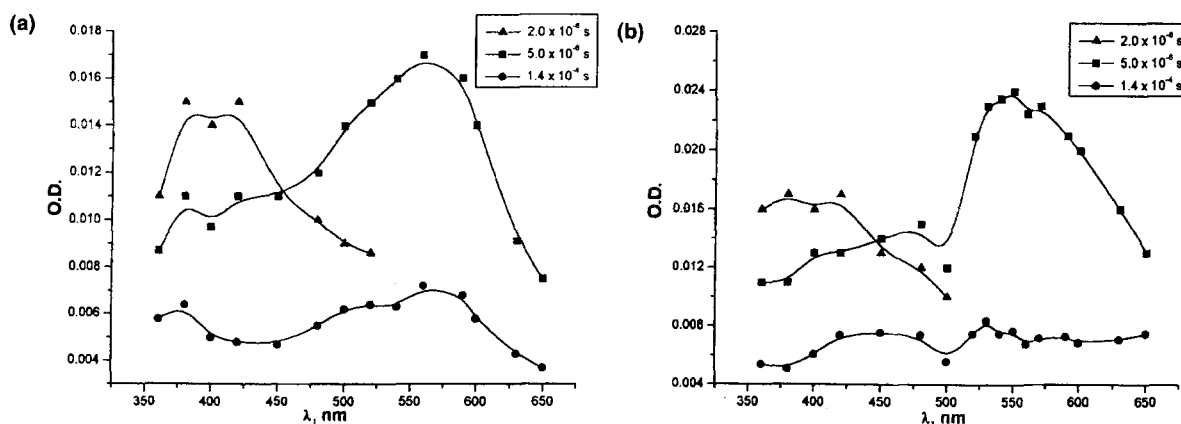 (a)
2.0 x 10⁻⁶ s
5.0 x 10⁻⁶ s
1.4 x 10⁻⁴ s
0.018
0.016
0.014
0.012
0.010
0.008
0.006
0.004
O.D.
350 400 450 500 550 600 650
λ, nm
(b)
2.0 x 10⁻⁶ s
5.0 x 10⁻⁶ s
1.4 x 10⁻⁴ s
0.028
0.024
0.020
0.016
0.012
0.008
0.004
O.D.
350 400 450 500 550 600 650
λ, nm